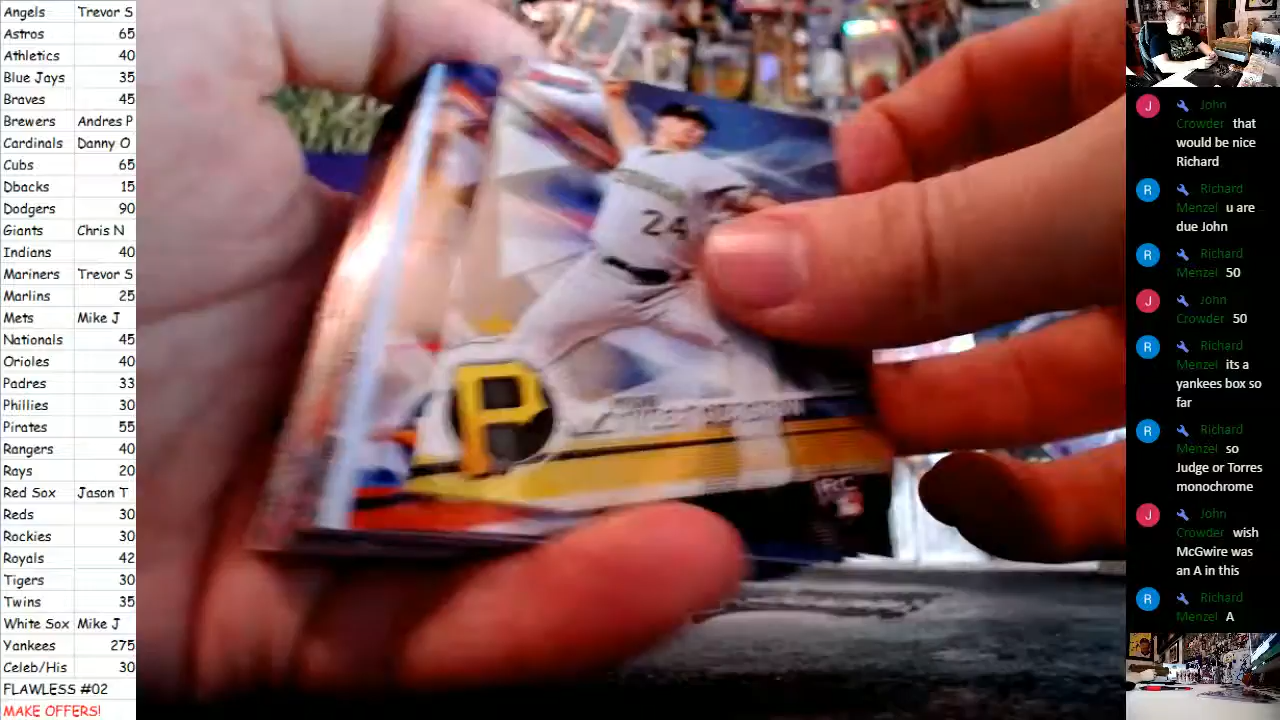 Angels Trevor S
Astros 65
Athletics 40
Blue Jays 35
Braves 45
Brewers Andres P
Cardinals Danny O
Cubs 65
Dbacks 15
Dodgers 90
Giants Chris N
Indians 40
Mariners Trevor S
Marlins 25
Mets Mike J
Nationals 45
Orioles 40
Padres 33
Phillies 30
Pirates 55
Rangers 40
Rays 20
Red Sox Jason T
Reds 30
Rockies 30
Royals 42
Tigers 30
Twins 35
White Sox Mike J
Yankees 275
Celeb/His 30
FLAWLESS #02
MAKE OFFERS!
24
P
RC
John
Crowder that
would be nice
Richard
Richard
Menzel u are
due John
Richard
Menzel 50
John
Crowder 50
Richard
Menzel its a
yankees box so
far
Richard
Menzel so
Judge or Torres
monochrome
John
Crowder wish
McGwire was
an A in this
Richard
Menzel A
J
R
R
J
R
R
J
R